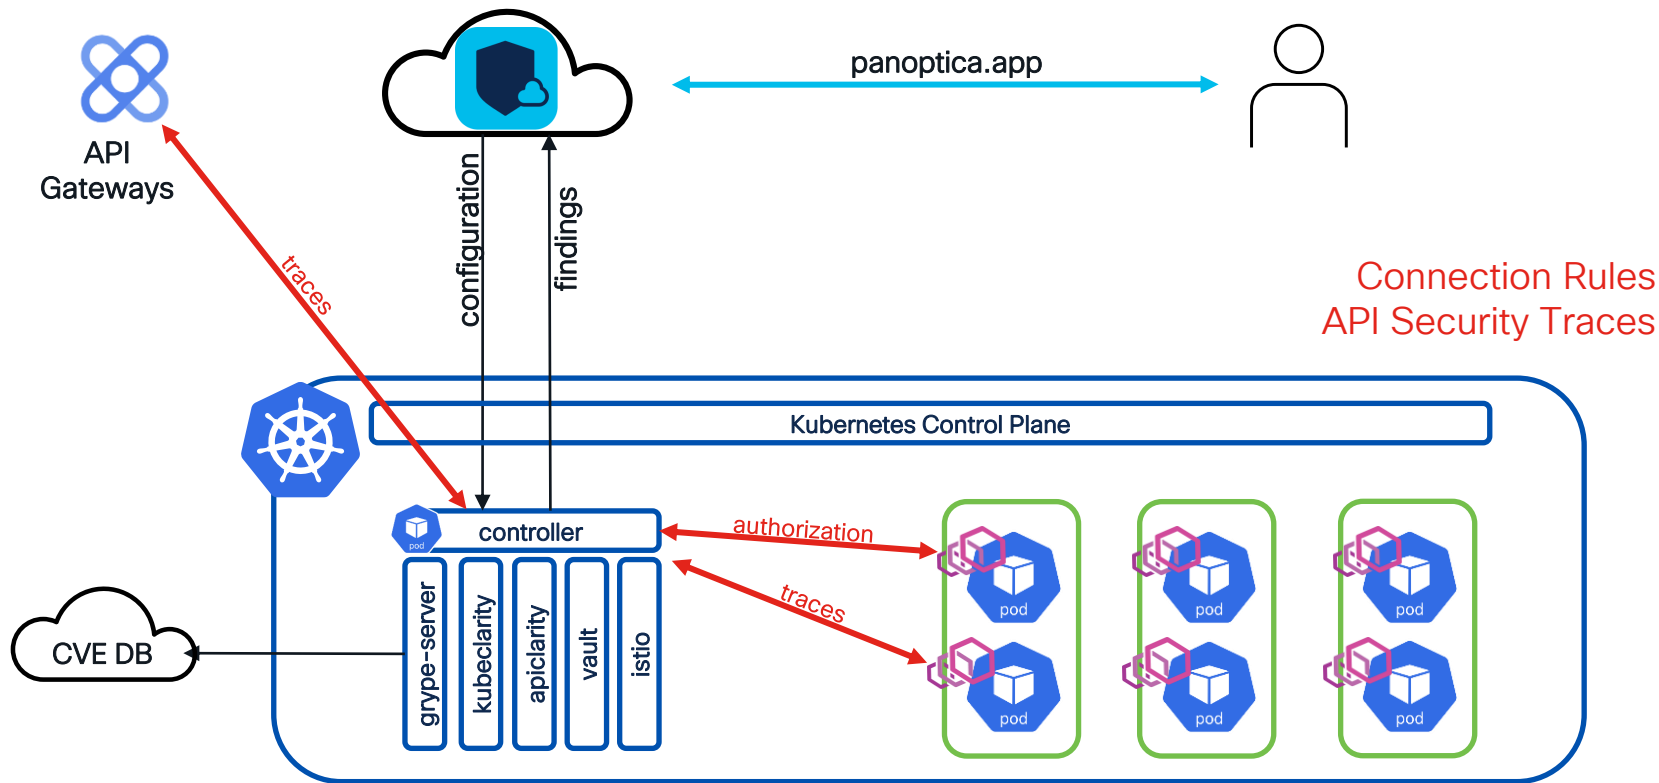 panoptica.app
API
Gateways
configuration
findings
traces
Connection Rules
API Security Traces
Kubernetes Control Plane
pod
controller
authorization
traces
grype-server
kubeclarity
apiclarity
vault
istio
CVE DB
pod
pod
pod
pod
pod
pod